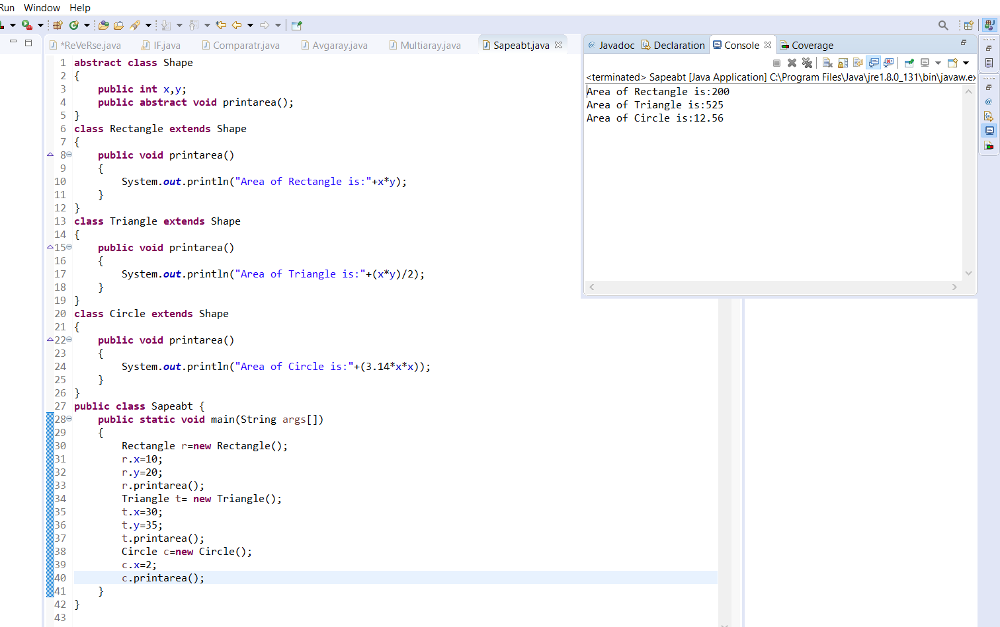 Run Window Help
*ReVeRse.java IF.java Comparatr.java Avgaray.java Multiaray.java Sapeabt.java
1 abstract class Shape
2 {
3 public int x,y;
4 public abstract void printarea();
5 }
6 class Rectangle extends Shape
7 {
8 public void printarea()
9 {
10 System.out.println("Area of Rectangle is:"+x*y);
11 }
12 }
13 class Triangle extends Shape
14 {
15 public void printarea()
16 {
17 System.out.println("Area of Triangle is:"+(x*y)/2);
18 }
19 }
20 class Circle extends Shape
21 {
22 public void printarea()
23 {
24 System.out.println("Area of Circle is:"+(3.14*x*x));
25 }
26 }
27 public class Sapeabt {
28 public static void main(String args[])
29 {
30 Rectangle r=new Rectangle();
31 r.x=10;
32 r.y=20;
33 r.printarea();
34 Triangle t= new Triangle();
35 t.x=30;
36 t.y=35;
37 t.printarea();
38 Circle c=new Circle();
39 c.x=2;
40 c.printarea();
41 }
42 }
43
@ Javadoc Declaration Console Coverage
<terminated> Sapeabt [Java Application] C:\Program Files\Java\jre1.8.0_131\bin\javaw.ex
Area of Rectangle is:200
Area of Triangle is:525
Area of Circle is:12.56